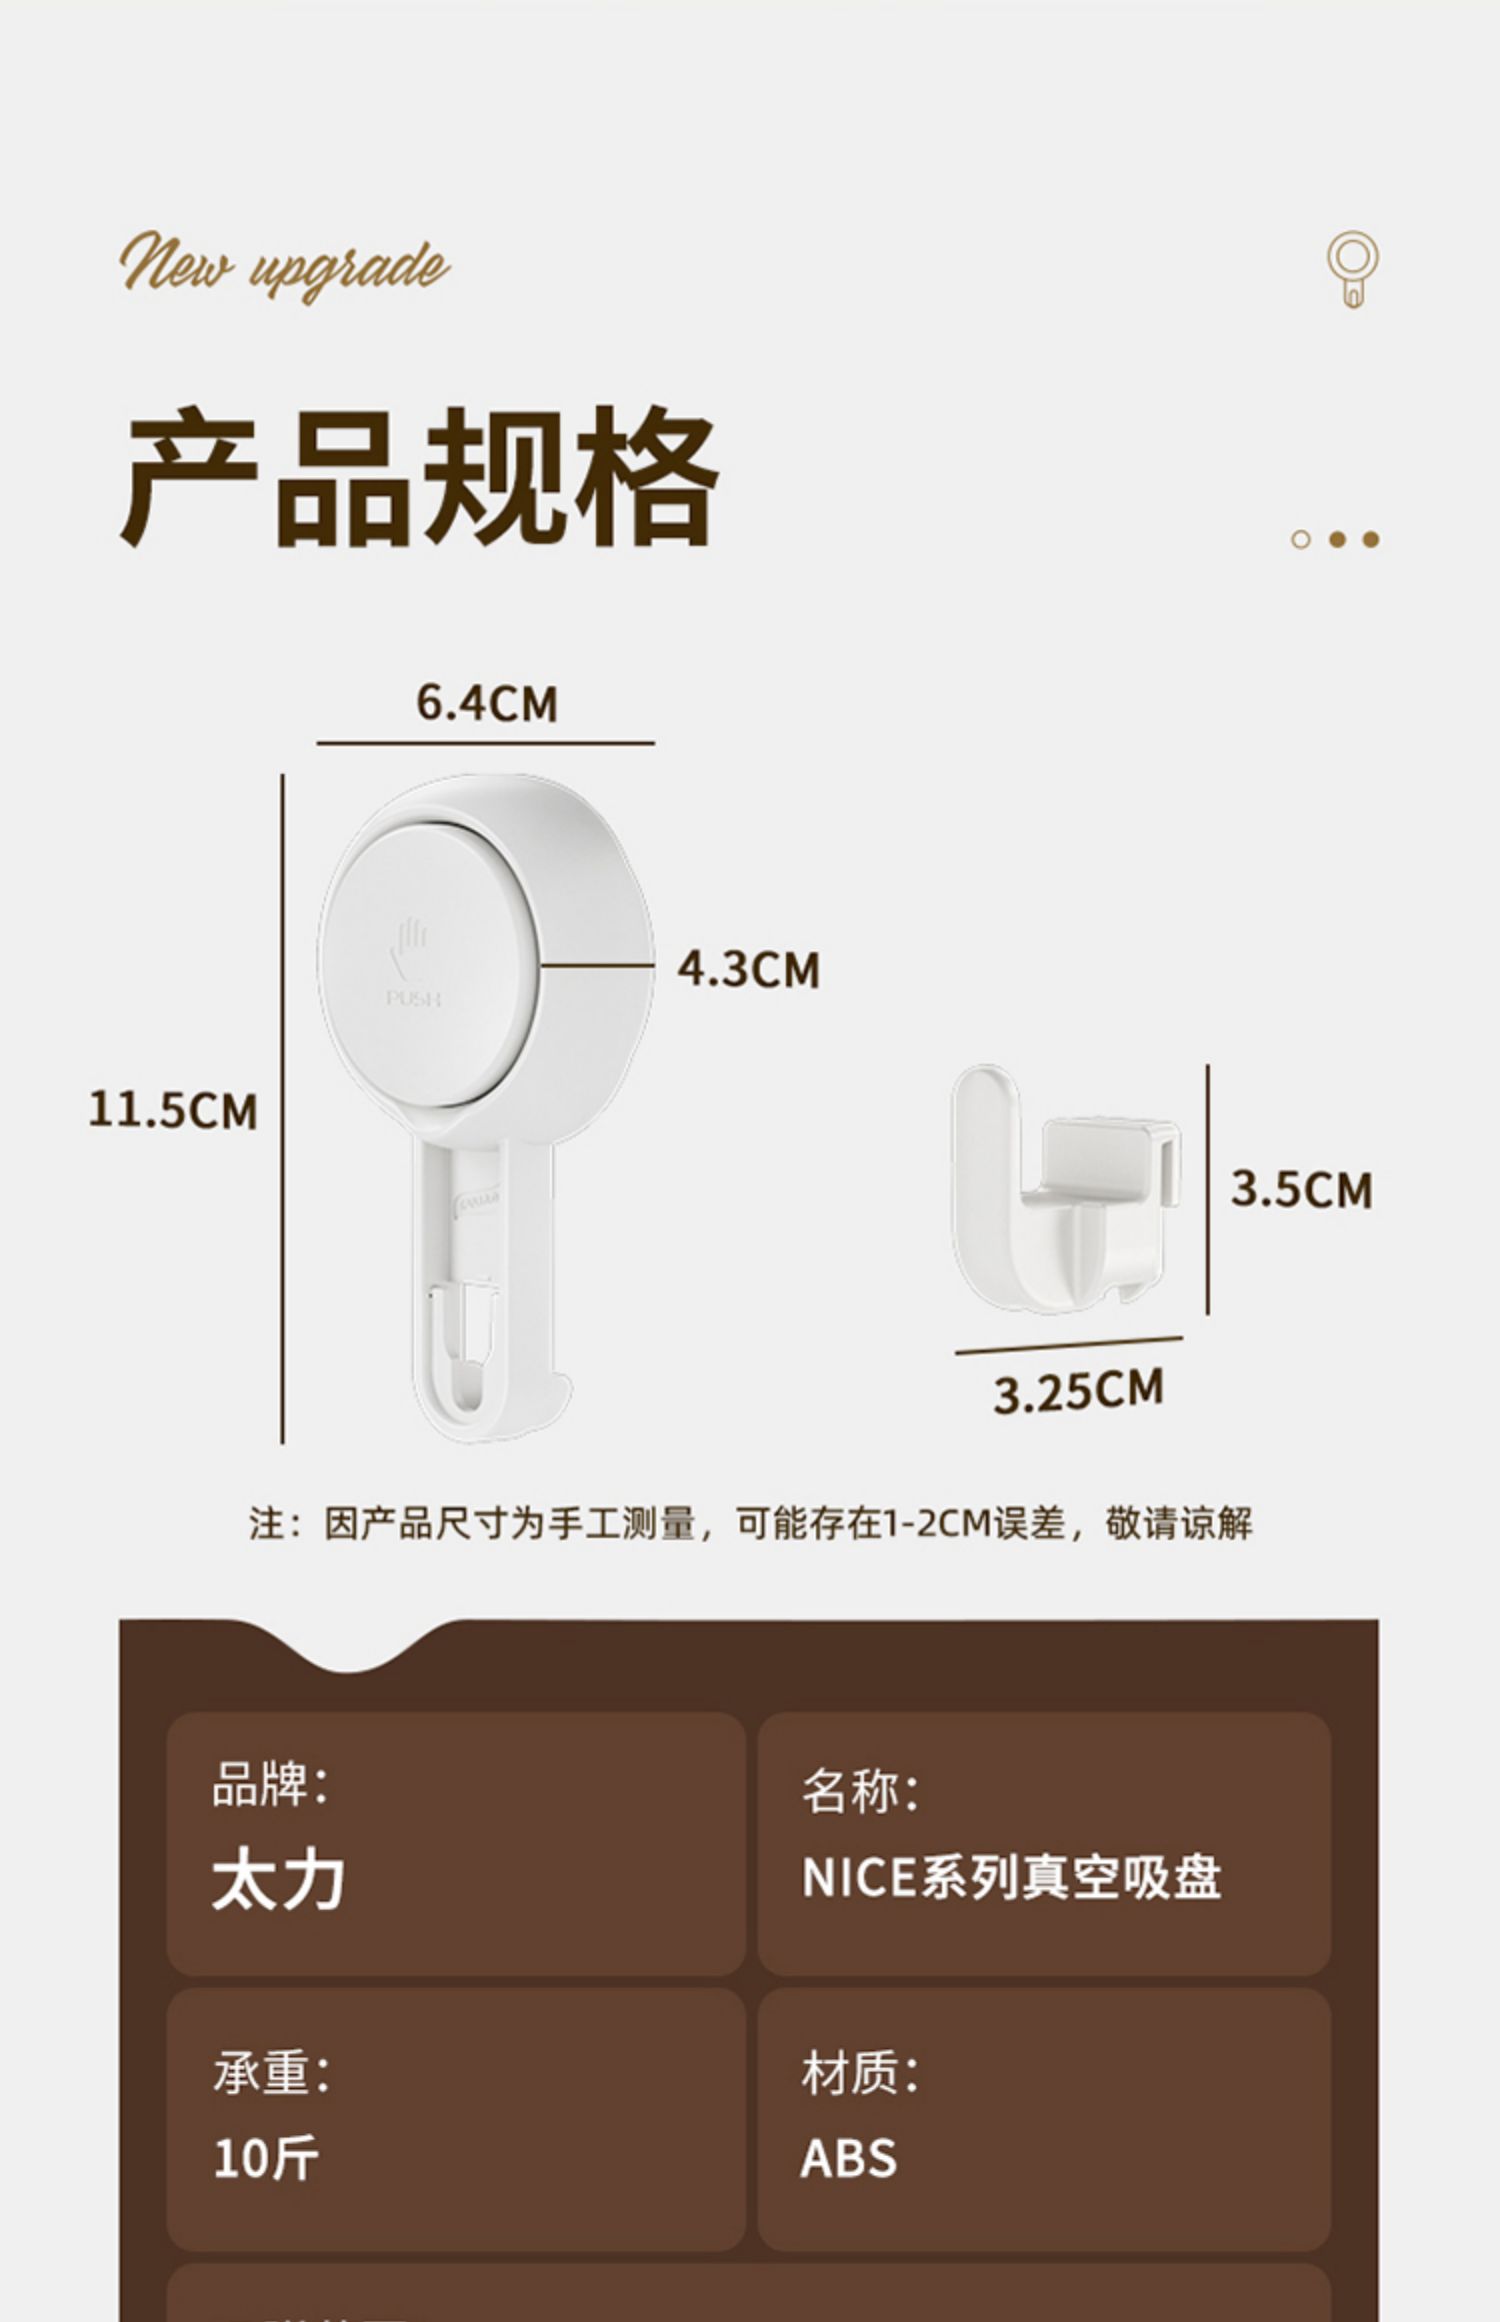 New upgrade
产品规格
6.4CM
PUSH
4.3CM
11.5CM
3.5CM
3.25CM
注：因产品尺寸为手工测量，可能存在1-2CM误差，敬请谅解
品牌：
太力
名称：
NICE系列真空吸盘
承重：
10斤
材质：
ABS